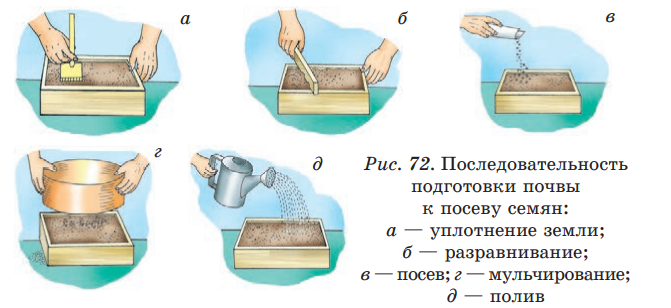 а
б
в
г
д
Рис. 72. Последовательность
подготовки почвы
к посеву семян:
а — уплотнение земли;
б — разравнивание;
в — посев; г — мульчирование;
д — полив